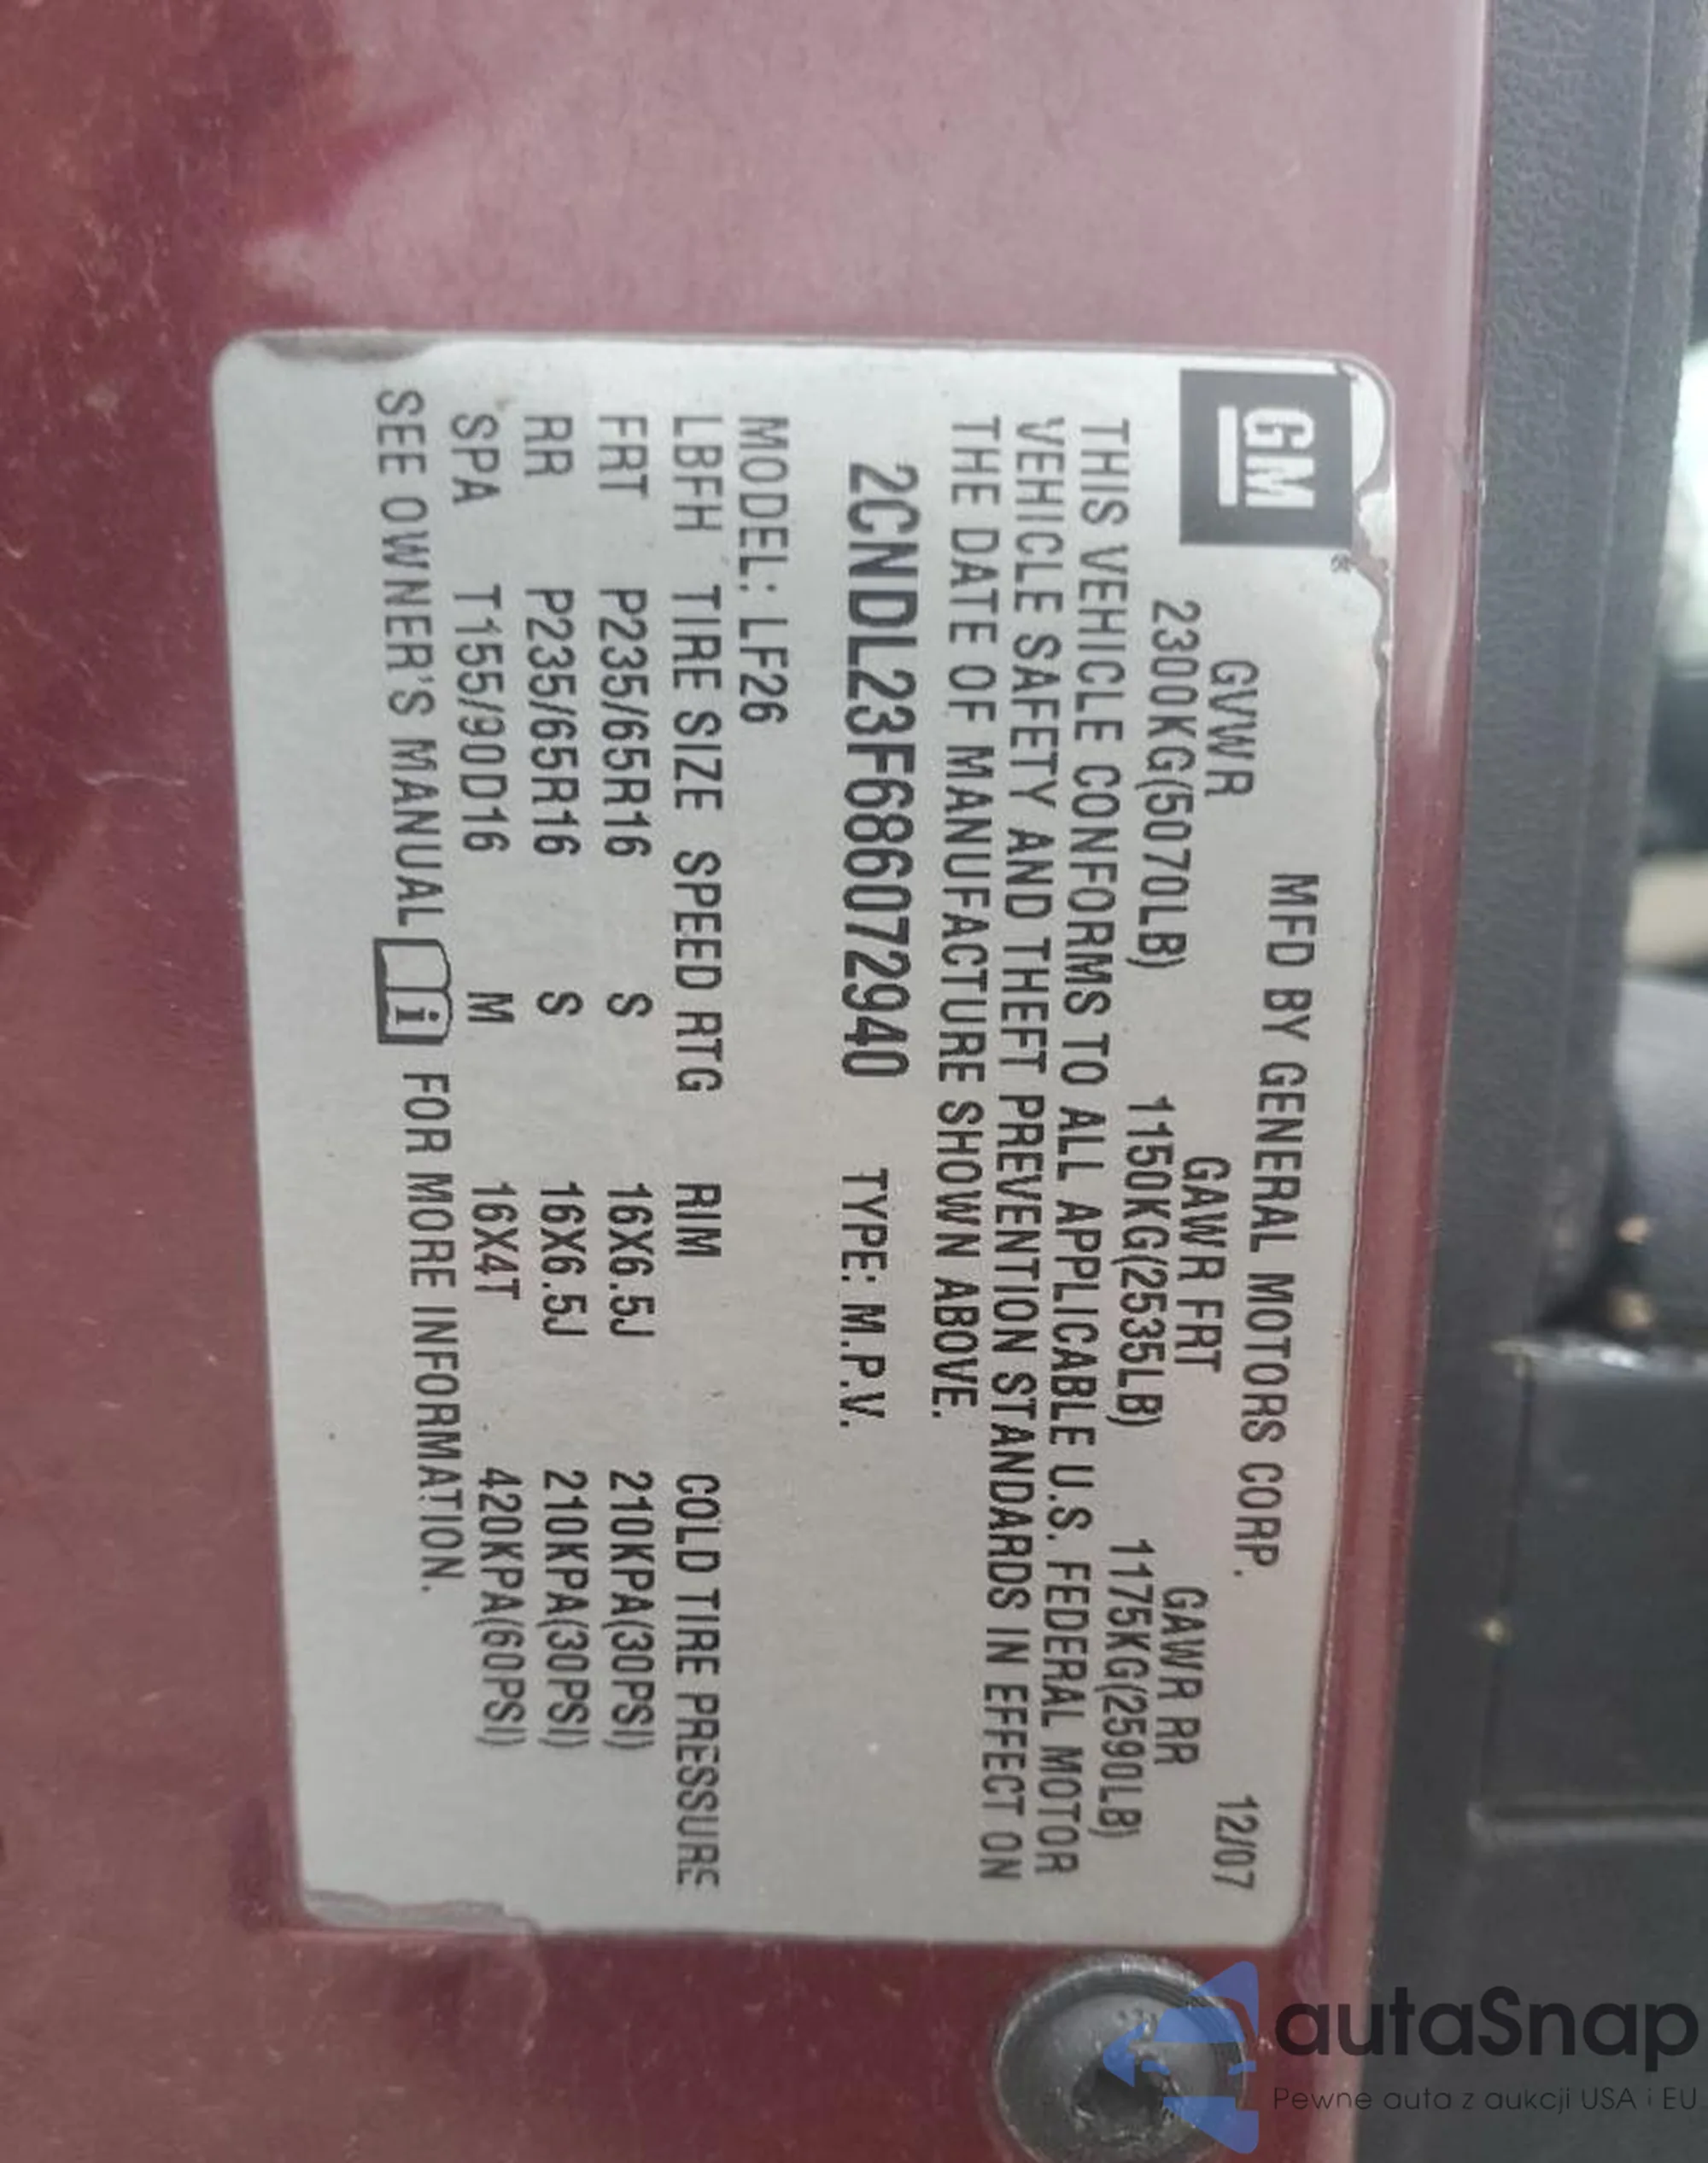 GM®
MFD BY GENERAL MOTORS CORP. 12/07
GVWR GAWR FRT GAWR RR
2300KG(5070LB) 1150KG(2535LB) 1175KG(2590LB)
THIS VEHICLE CONFORMS TO ALL APPLICABLE U.S. FEDERAL MOTOR
VEHICLE SAFETY AND THEFT PREVENTION STANDARDS IN EFFECT ON
THE DATE OF MANUFACTURE SHOWN ABOVE.
2CNDL23F686072940 TYPE: M.P.V.
MODEL: LF26
LBFH TIRE SIZE SPEED RTG RIM COLD TIRE PRESSURE
FRT P235/65R16 S 16X6.5J 210KPA(30PSI)
RR P235/65R16 S 16X6.5J 210KPA(30PSI)
SPA T155/90D16 M 16X4T 420KPA(60PSI)
SEE OWNER'S MANUAL i FOR MORE INFORMATION.
autaSnap
Pewne auta z aukcji USA i EU